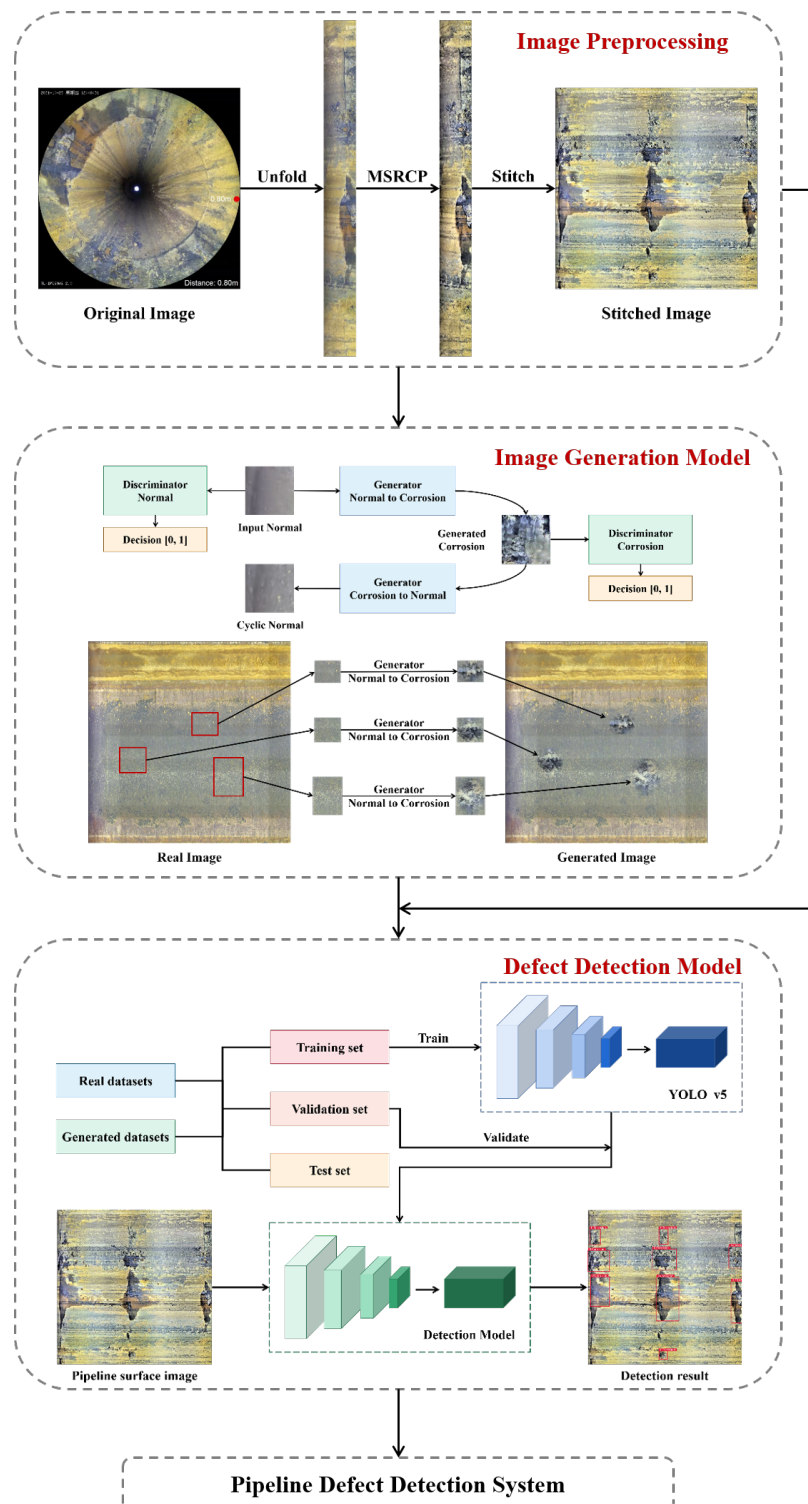 Image Preprocessing
0.80m
Distance: 0.80m
Unfold
MSRCP
Stitch
Original Image
Stitched Image
Image Generation Model
Discriminator
Normal
Decision [0, 1]
Input Normal
Generator
Normal to Corrosion
Generated
Corrosion
Discriminator
Corrosion
Decision [0, 1]
Generator
Corrosion to Normal
Cyclic Normal
Generator
Normal to Corrosion
Generator
Normal to Corrosion
Generator
Normal to Corrosion
Real Image
Generated Image
Defect Detection Model
Real datasets
Generated datasets
Training set
Validation set
Test set
Train
Validate
YOLO v5
Detection Model
Pipeline surface image
Detection result
Pipeline Defect Detection System